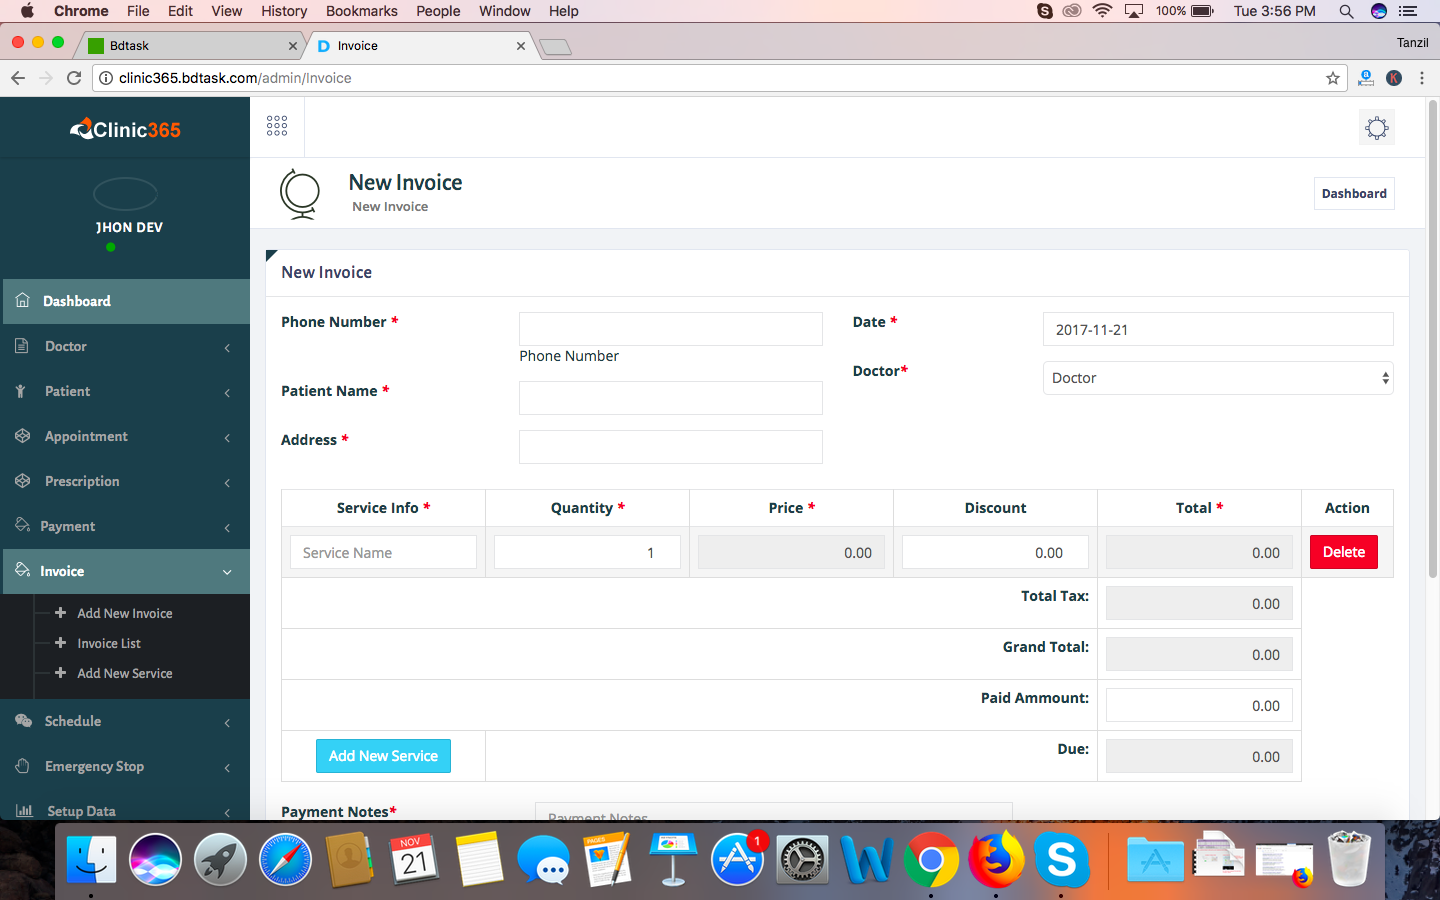 Chrome File Edit View History Bookmarks People Window Help 100% Tue 3:56 PM
Bdtask Invoice Tanzil
clinic365.bdtask.com/admin/Invoice
Clinic365
JHON DEV
Dashboard
Doctor
Patient
Appointment
Prescription
Payment
Invoice
Add New Invoice
Invoice List
Add New Service
Schedule
Emergency Stop
Setup Data
New Invoice
New Invoice
Dashboard
New Invoice
Phone Number *
Phone Number
Date *
2017-11-21
Doctor*
Doctor
Patient Name *
Address *
Service Info * Quantity * Price * Discount Total * Action
Service Name 1 0.00 0.00 0.00 Delete
Total Tax: 0.00
Grand Total: 0.00
Paid Ammount: 0.00
Add New Service Due: 0.00
Payment Notes*
Payment Notes
NOV
21
PAGES
1